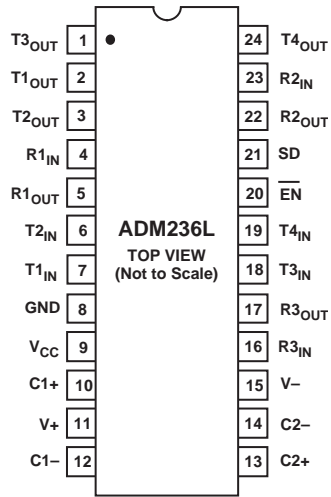 T3OUT 1 24 T4OUT
T1OUT 2 23 R2IN
T2OUT 3 22 R2OUT
R1IN 4 21 SD
R1OUT 5 20 EN
T2IN 6 ADM236L 19 T4IN
TOP VIEW
T1IN 7 (Not to Scale) 18 T3IN
GND 8 17 R3OUT
VCC 9 16 R3IN
C1+ 10 15 V–
V+ 11 14 C2–
C1– 12 13 C2+